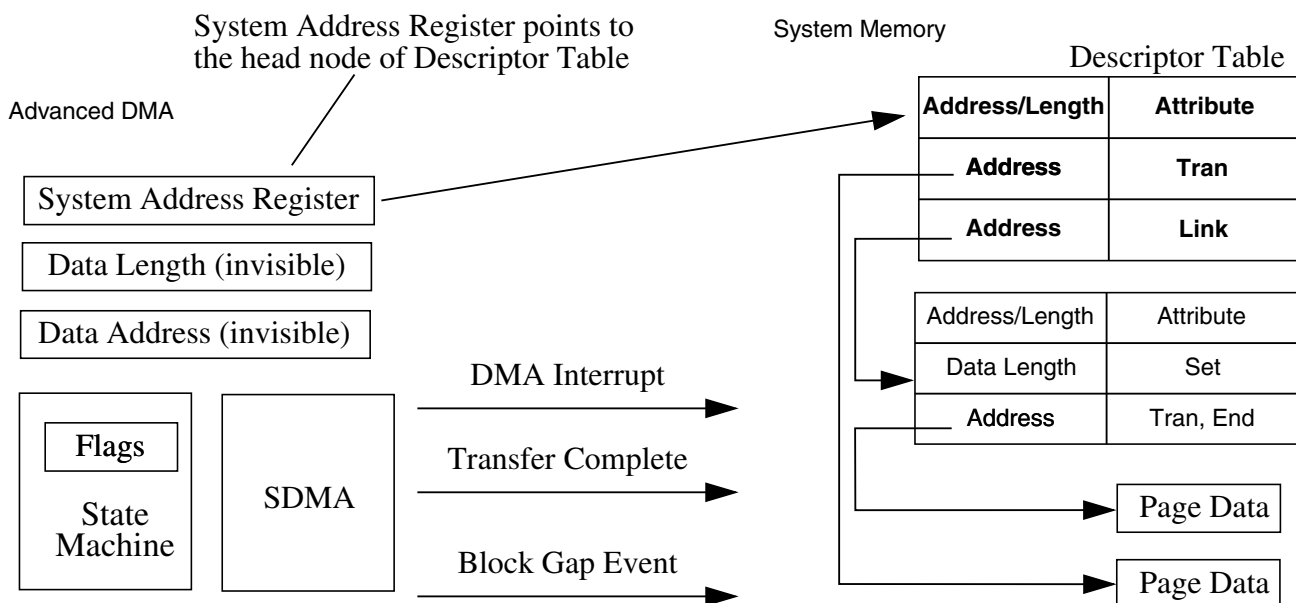 System Address Register points to
the head node of Descriptor Table
System Memory
Descriptor Table
Advanced DMA
Address/Length Attribute
Address Tran
Address Link
System Address Register
Data Length (invisible)
Data Address (invisible)
Address/Length Attribute
Data Length Set
Address Tran, End
DMA Interrupt
Transfer Complete
Block Gap Event
Flags
State
Machine
SDMA
Page Data
Page Data